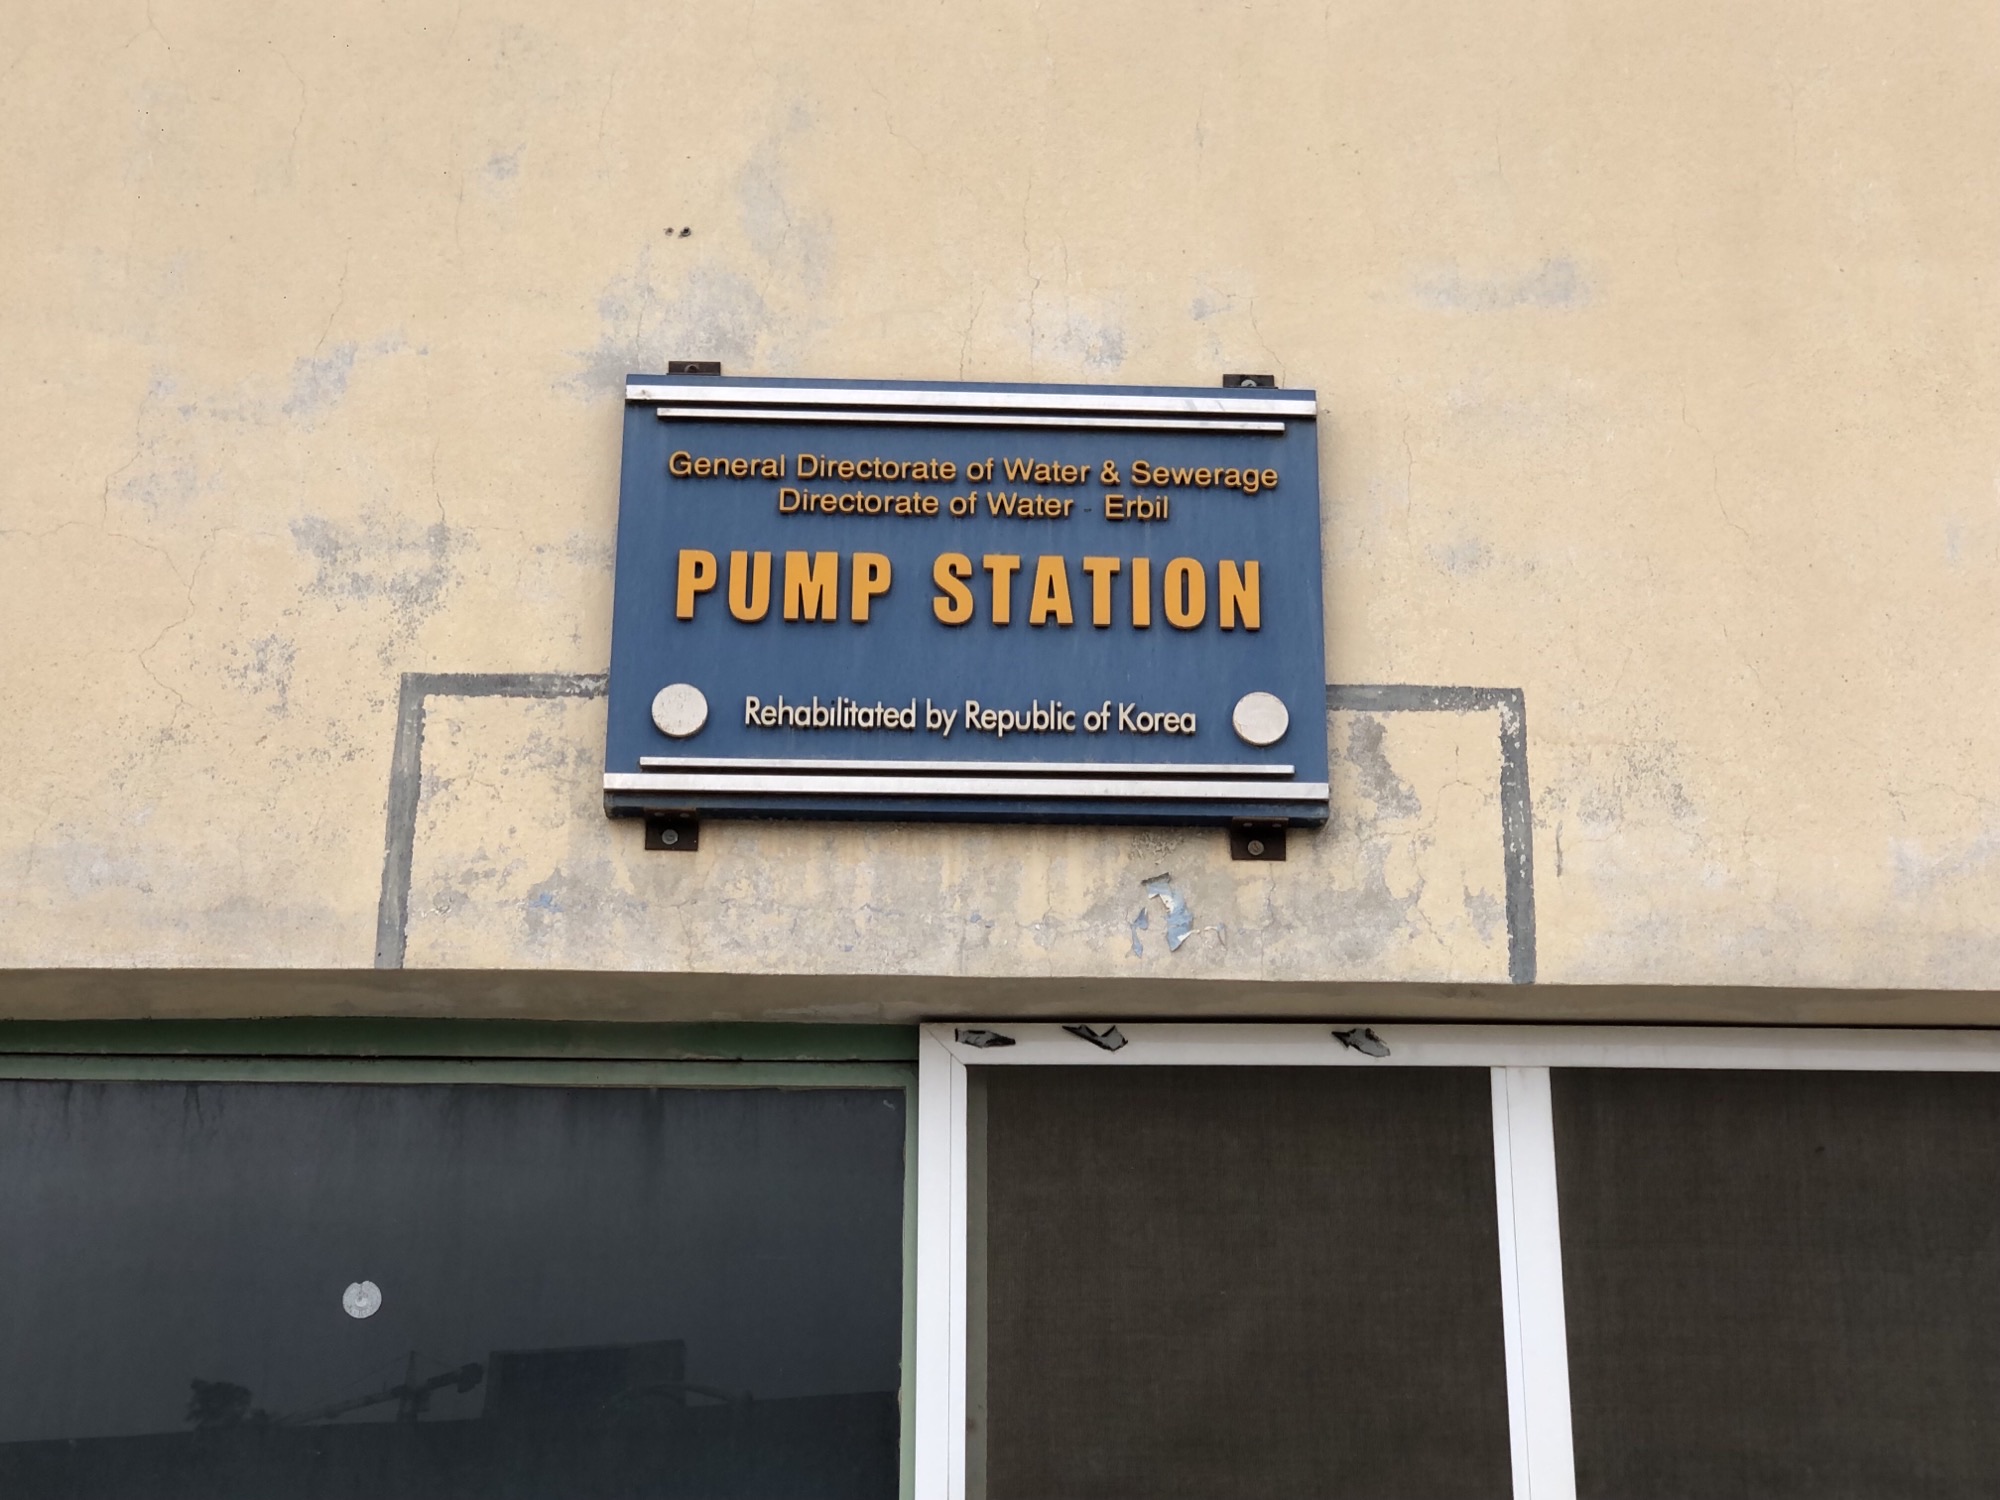 General Directorate of Water & Sewerage
Directorate of Water - Erbil
PUMP STATION
Rehabilitated by Republic of Korea